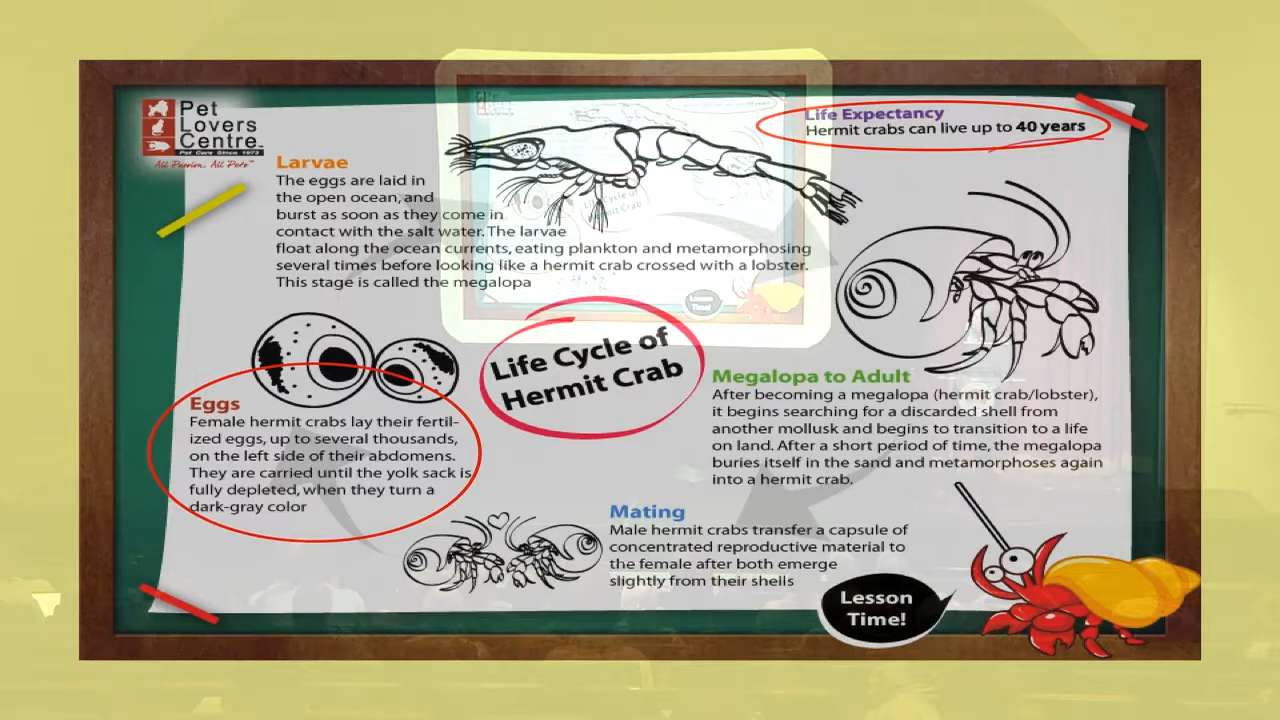 Pet
Lovers
Centre
Pet Care Since 1973
All Passion. All Pets™
Life Expectancy
Hermit crabs can live up to 40 years
Larvae
The eggs are laid in
the open ocean, and
burst as soon as they come in
contact with the salt water. The larvae
float along the ocean currents, eating plankton and metamorphosing
several times before looking like a hermit crab crossed with a lobster.
This stage is called the megalopa
Life Cycle of
Hermit Crab
Megalopa to Adult
After becoming a megalopa (hermit crab/lobster),
it begins searching for a discarded shell from
another mollusk and begins to transition to a life
on land. After a short period of time, the megalopa
buries itself in the sand and metamorphoses again
into a hermit crab.
Eggs
Female hermit crabs lay their fertil-
ized eggs, up to several thousands,
on the left side of their abdomens.
They are carried until the yolk sack is
fully depleted, when they turn a
dark-gray color
Mating
Male hermit crabs transfer a capsule of
concentrated reproductive material to
the female after both emerge
slightly from their shells
Lesson
Time!